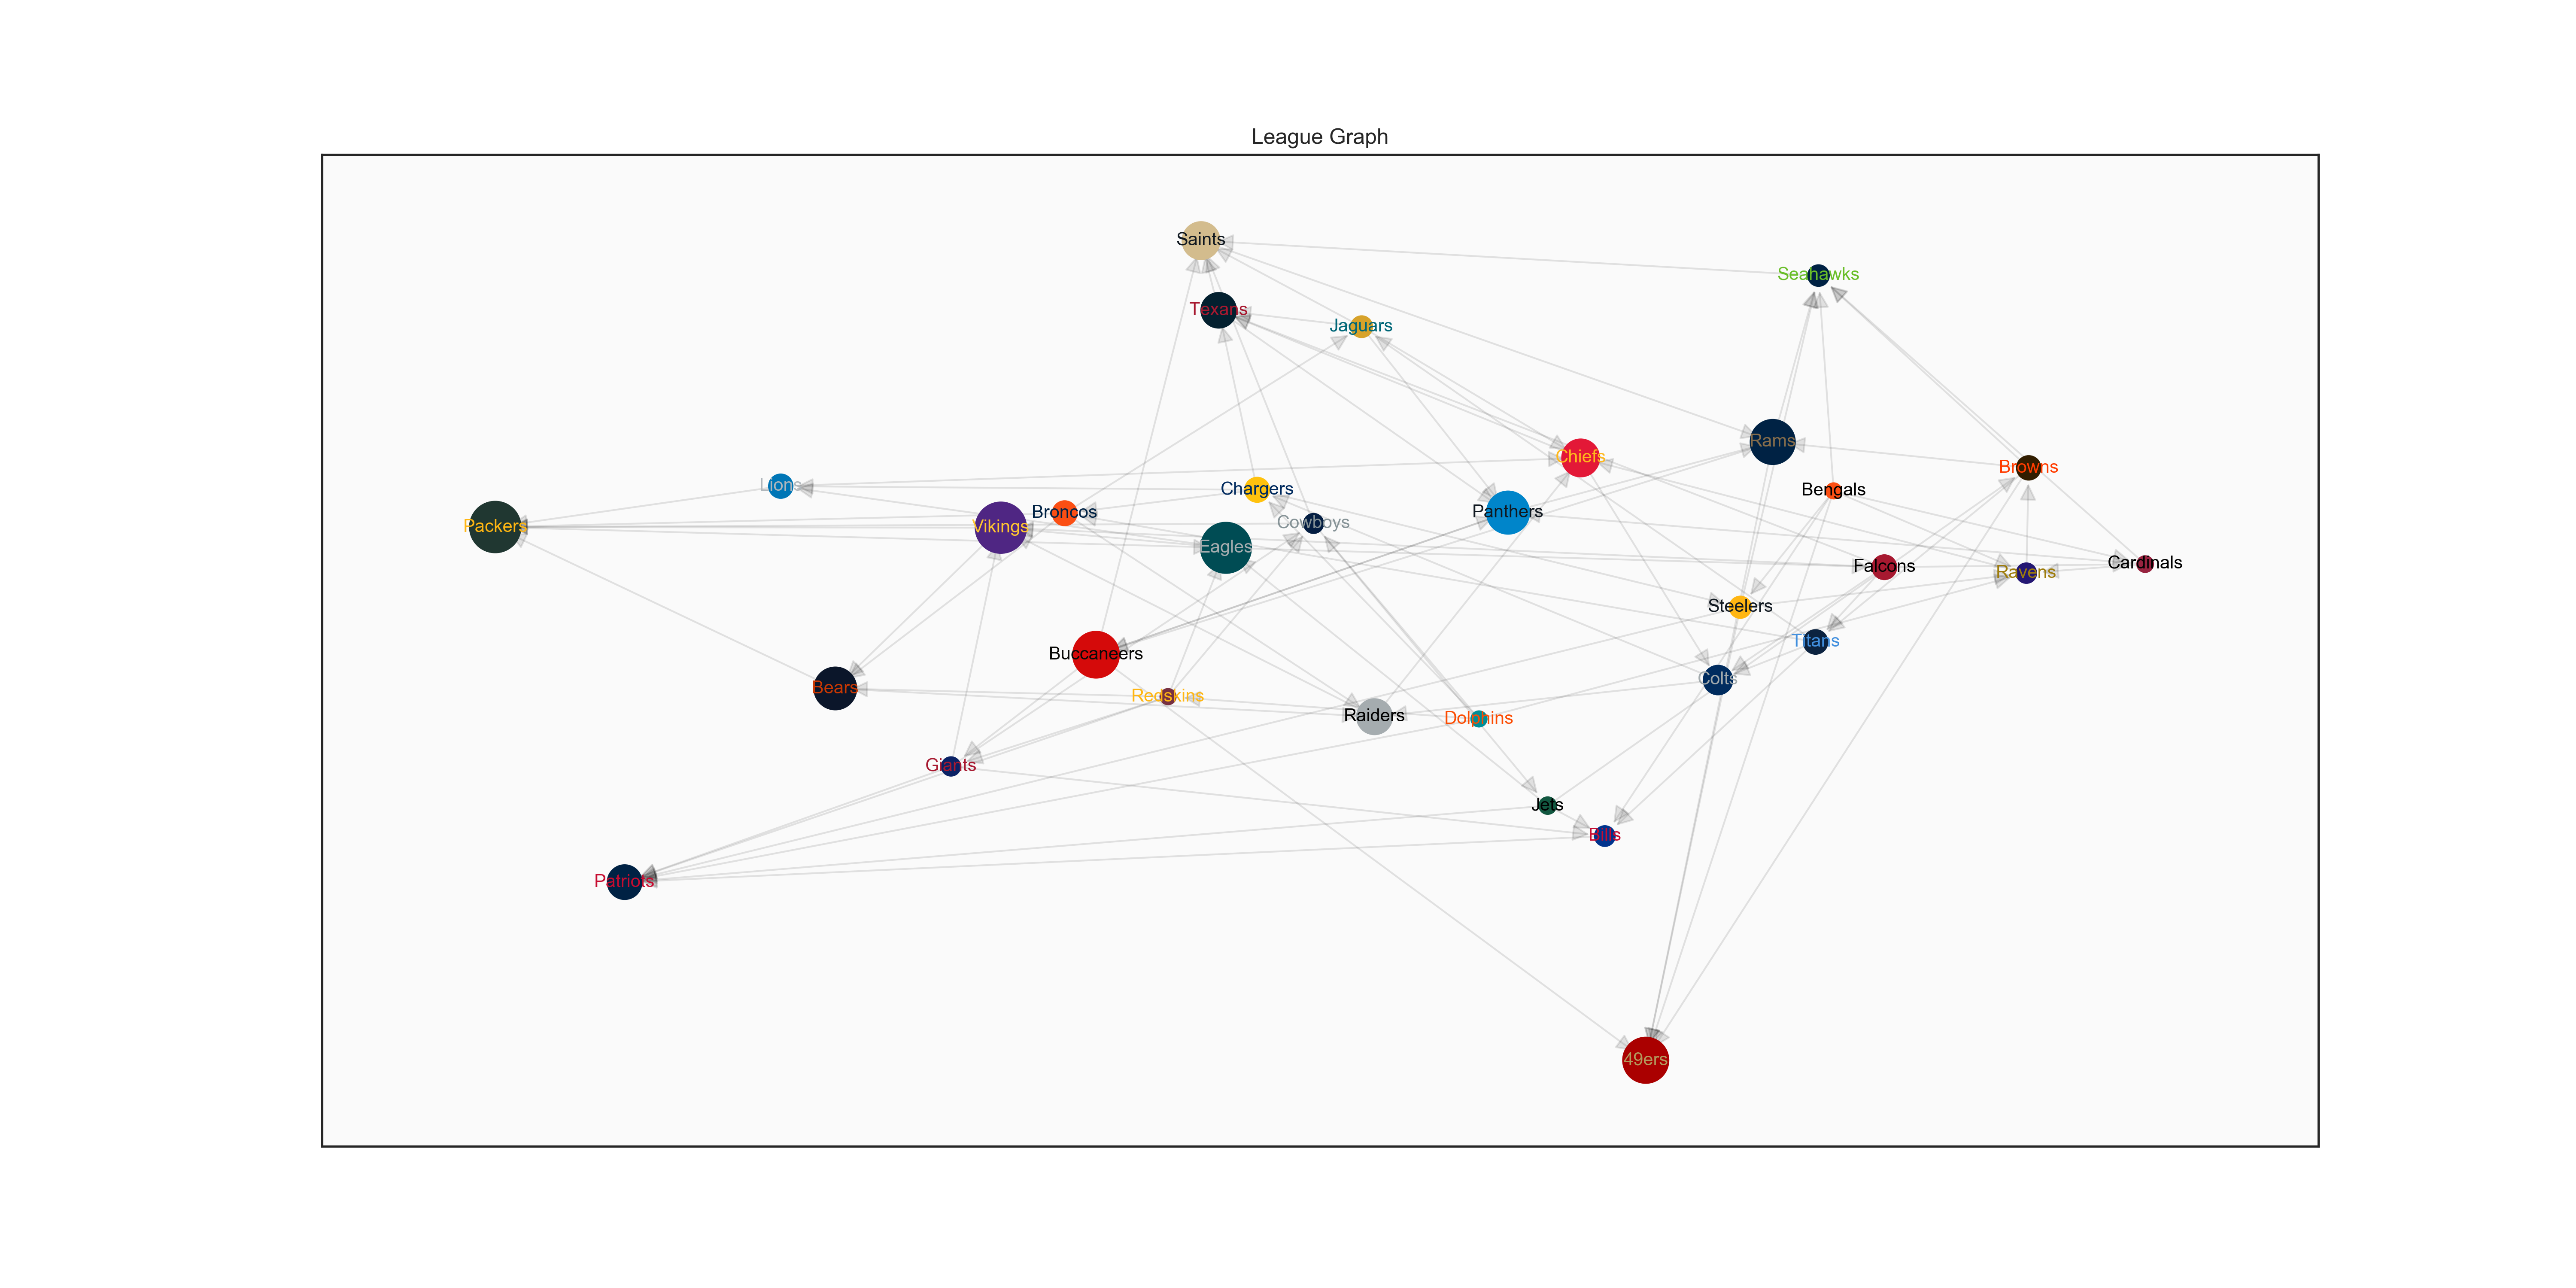 League Graph
Saints
Seahawks
Texans
Jaguars
Rams
Chiefs
Browns
Lions
Chargers
Bengals
Broncos
Panthers
Packers
Vikings
Cowboys
Eagles
Cardinals
Falcons
Ravens
Steelers
Titans
Buccaneers
Colts
Bears
Redskins
Raiders
Dolphins
Giants
Jets
Bills
Patriots
49ers